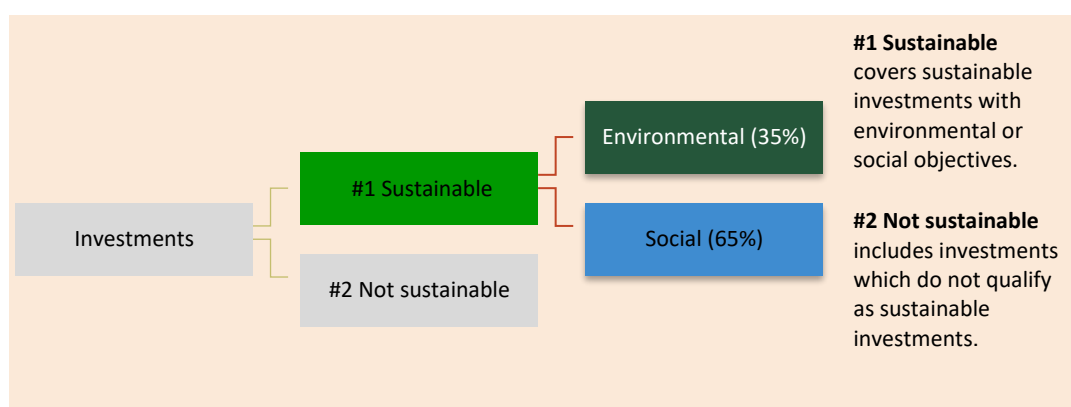 Investments
#1 Sustainable
#2 Not sustainable
Environmental (35%)
Social (65%)
#1 Sustainable
covers sustainable
investments with
environmental or
social objectives.
#2 Not sustainable
includes investments
which do not qualify
as sustainable
investments.